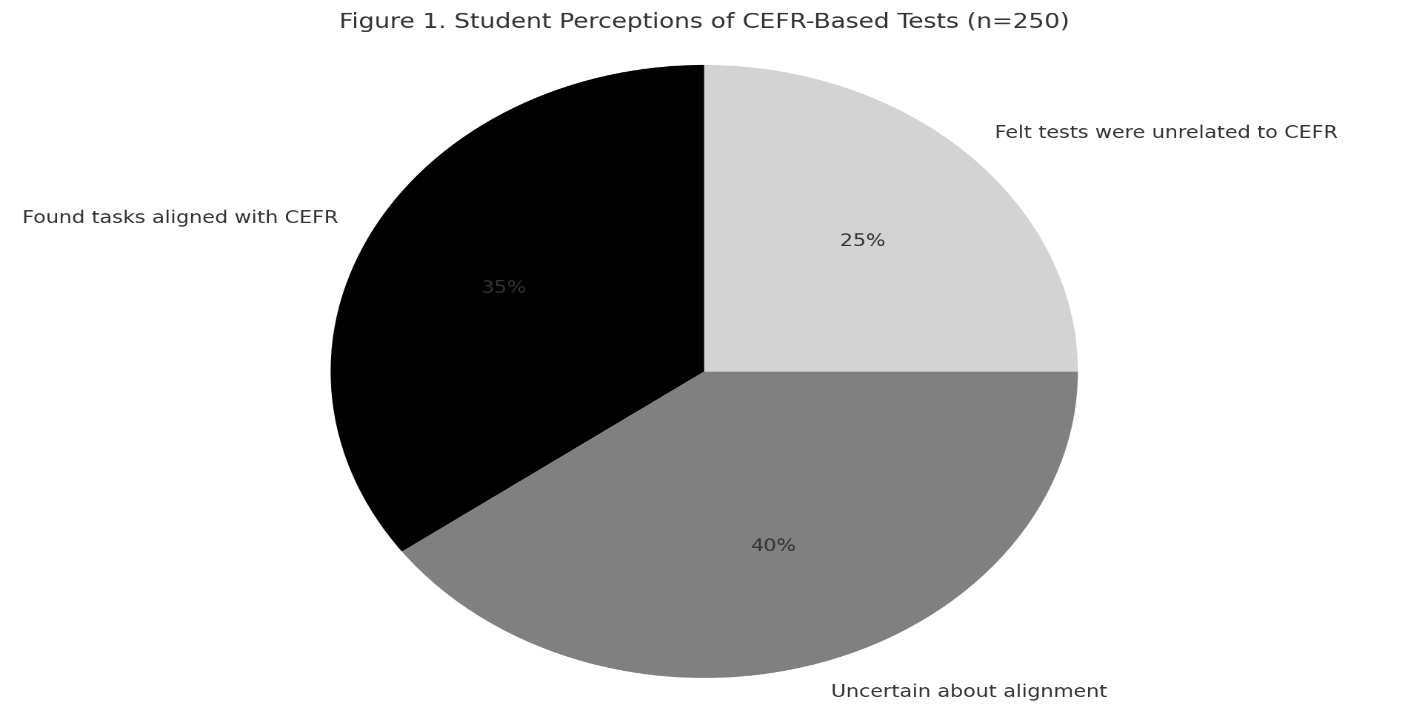 Figure 1. Student Perceptions of CEFR-Based Tests (n=250)
Felt tests were unrelated to CEFR
Found tasks aligned with CEFR
25%
35%
40%
Uncertain about alignment